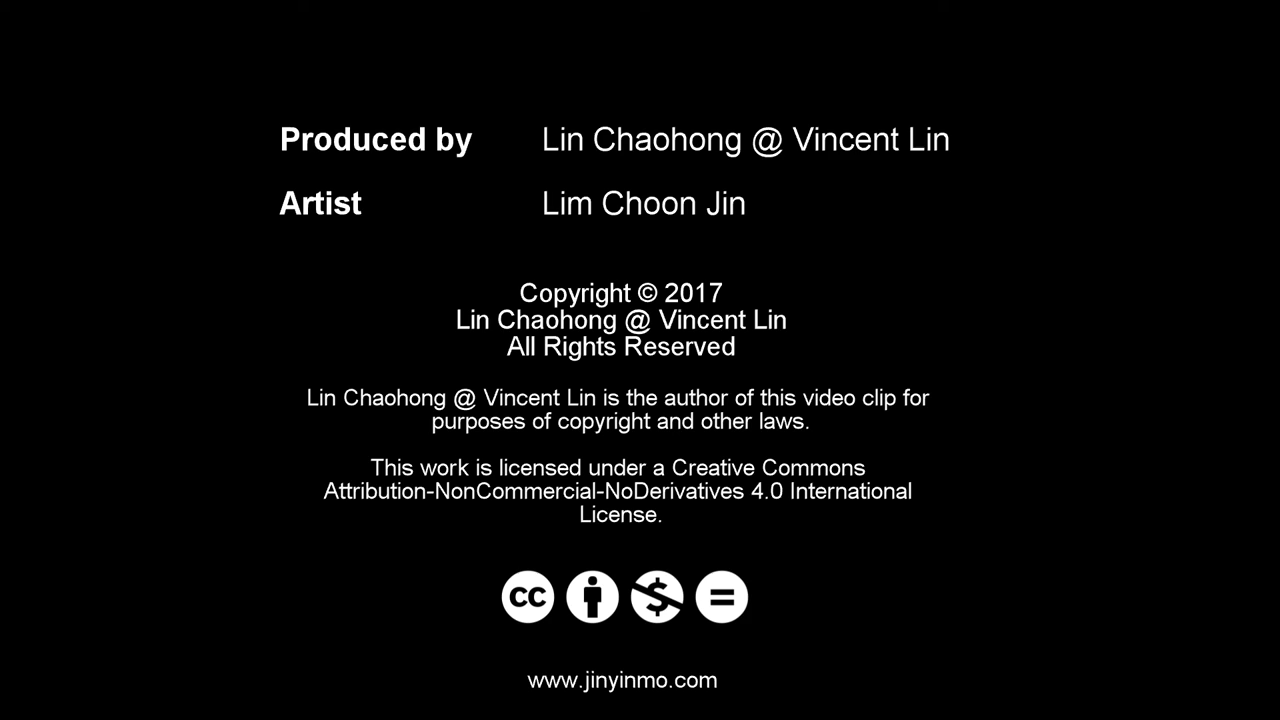 Produced by Lin Chaohong @ Vincent Lin
Artist Lim Choon Jin
Copyright © 2017
Lin Chaohong @ Vincent Lin
All Rights Reserved
Lin Chaohong @ Vincent Lin is the author of this video clip for
purposes of copyright and other laws.
This work is licensed under a Creative Commons
Attribution-NonCommercial-NoDerivatives 4.0 International
License.
cc $ =
www.jinyinmo.com